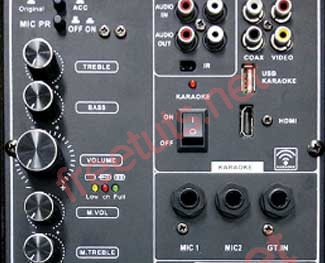 Original
ACC
MIC PR
OFF ON
AUDIO IN
AUDIO OUT
IR
COAX
VIDEO
TREBLE
USB KARAOKE
KARAOKE
BASS
ON
OFF
HDMI
VOLUME
KARAOKE
Low ch Full
M.VOL
M.TREBLE
MIC 1
MIC2
GT IN